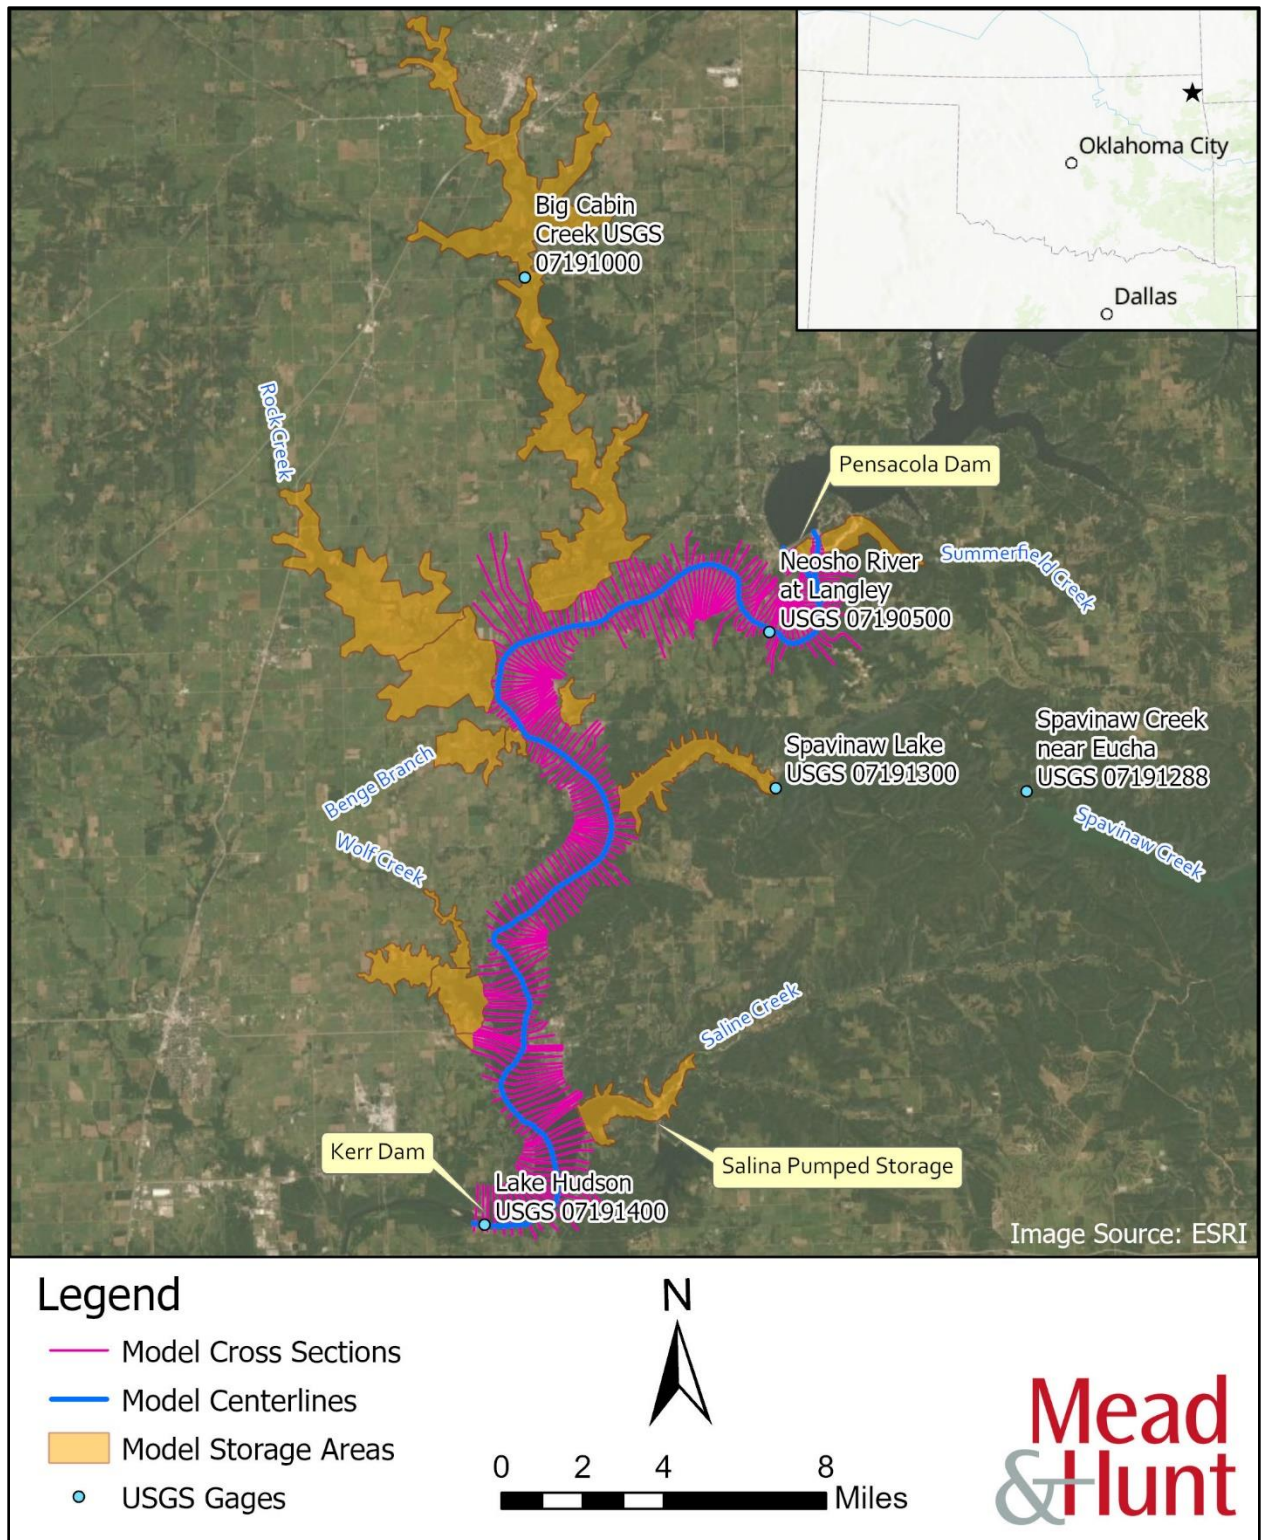 Oklahoma City
Dallas
Big Cabin
Creek USGS
07191000
Rock Creek
Pensacola Dam
Summerfield Creek
Neosho River
at Langley
USGS 07190500
Spavinaw Creek
near Eucha
USGS 07191288
Spavinaw Lake
USGS 07191300
Benge Branch
Wolf Creek
Spavinaw Creek
Saline Creek
Kerr Dam
Salina Pumped Storage
Lake Hudson
USGS 07191400
Image Source: ESRI
Legend
Model Cross Sections
Model Centerlines
Model Storage Areas
USGS Gages
N
0 2 4 8
Miles
Mead
&Hunt